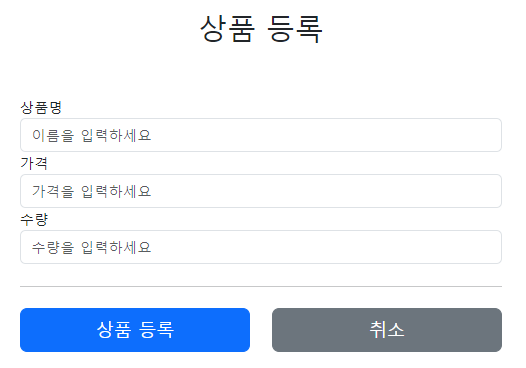 상품 등록
상품명
이름을 입력하세요
가격
가격을 입력하세요
수량
수량을 입력하세요
상품 등록
취소